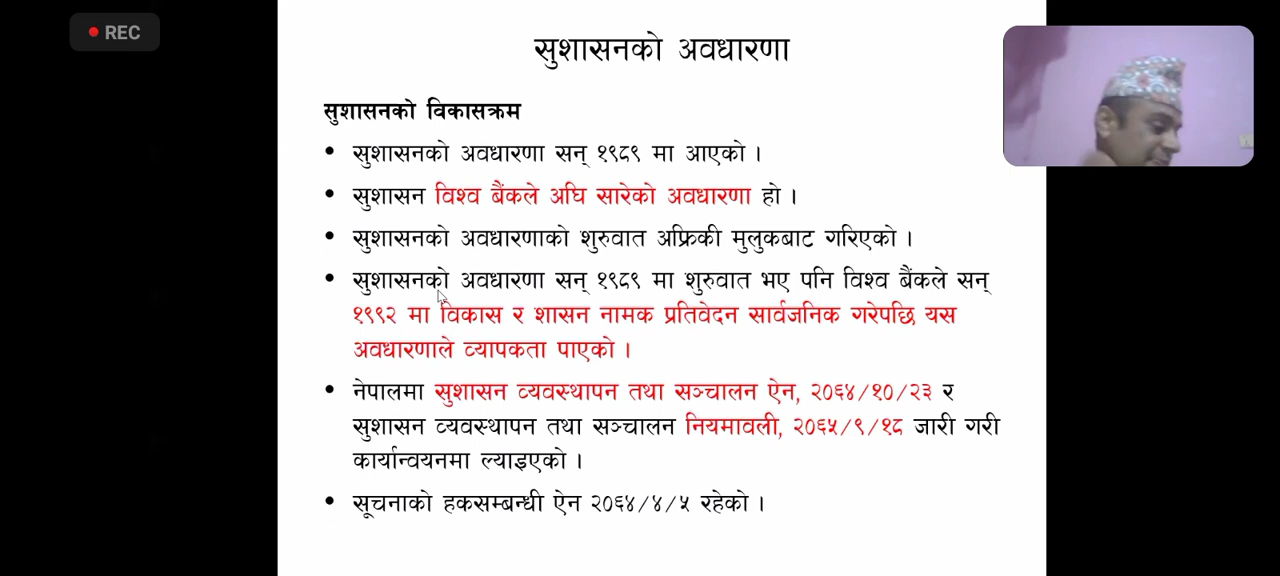 REC
सुशासनको अवधारणा
सुशासनको विकासक्रम
• सुशासनको अवधारणा सन् १९८९ मा आएको ।
• सुशासन विश्व बैंकले अघि सारेको अवधारणा हो ।
• सुशासनको अवधारणाको शुरुवात अफ्रिकी मुलुकबाट गरिएको ।
• सुशासनको अवधारणा सन् १९८९ मा शुरुवात भए पनि विश्व बैंकले सन्
१९९२ मा विकास र शासन नामक प्रतिवेदन सार्वजनिक गरेपछि यस
अवधारणाले व्यापकता पाएको ।
• नेपालमा सुशासन व्यवस्थापन तथा सञ्चालन ऐन, २०६४/१०/२३ र
सुशासन व्यवस्थापन तथा सञ्चालन नियमावली, २०६५/९/१८ जारी गरी
कार्यान्वयनमा ल्याइएको ।
• सूचनाको हकसम्बन्धी ऐन २०६४/४/५ रहेको ।